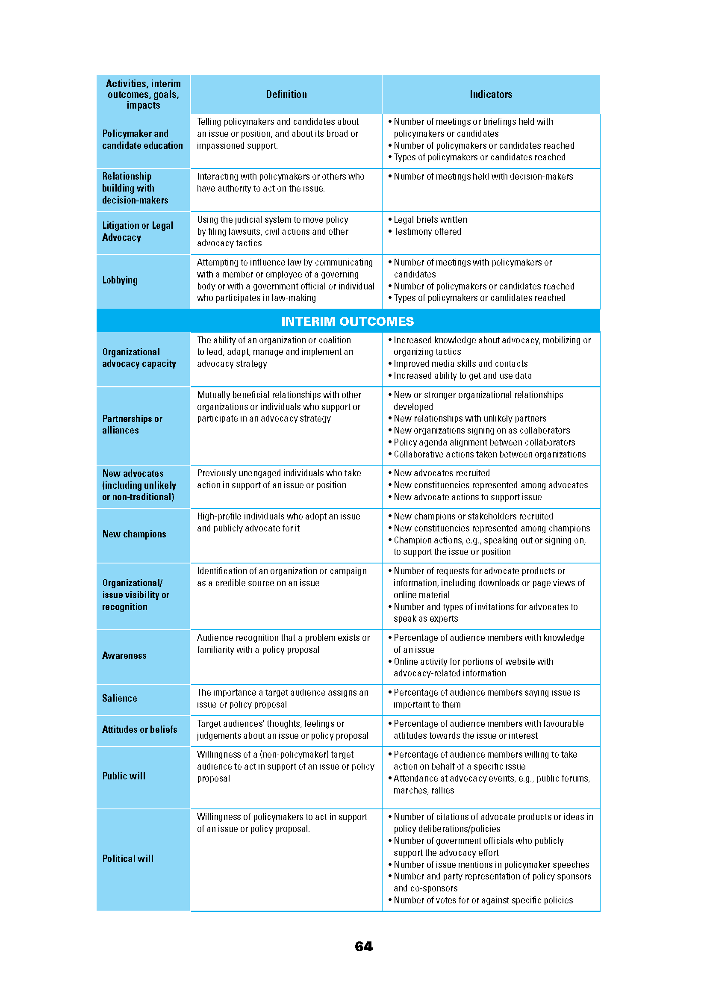 Activities, interim
outcomes, goals,
impacts
Definition
Indicators
Policymaker and
candidate education
Telling policymakers and candidates about
an issue or position, and about its broad or
impassioned support.
• Number of meetings or briefings held with
policymakers or candidates
• Number of policymakers or candidates reached
• Types of policymakers or candidates reached
Relationship
building with
decision-makers
Interacting with policymakers or others who
have authority to act on the issue.
• Number of meetings held with decision-makers
Litigation or Legal
Advocacy
Using the judicial system to move policy
by filing lawsuits, civil actions and other
advocacy tactics
• Legal briefs written
• Testimony offered
Lobbying
Attempting to influence law by communicating
with a member or employee of a governing
body or with a government official or individual
who participates in law-making
• Number of meetings with policymakers or
candidates
• Number of policymakers or candidates reached
• Types of policymakers or candidates reached
INTERIM OUTCOMES
Organizational
advocacy capacity
The ability of an organization or coalition
to lead, adapt, manage and implement an
advocacy strategy
• Increased knowledge about advocacy, mobilizing or
organizing tactics
• Improved media skills and contacts
• Increased ability to get and use data
Partnerships or
alliances
Mutually beneficial relationships with other
organizations or individuals who support or
participate in an advocacy strategy
• New or stronger organizational relationships
developed
• New relationships with unlikely partners
• New organizations signing on as collaborators
• Policy agenda alignment between collaborators
• Collaborative actions taken between organizations
New advocates
(including unlikely
or non-traditional)
Previously unengaged individuals who take
action in support of an issue or position
• New advocates recruited
• New constituencies represented among advocates
• New advocate actions to support issue
New champions
High-profile individuals who adopt an issue
and publicly advocate for it
• New champions or stakeholders recruited
• New constituencies represented among champions
• Champion actions, e.g., speaking out or signing on,
to support the issue or position
Organizational/
issue visibility or
recognition
Identification of an organization or campaign
as a credible source on an issue
• Number of requests for advocate products or
information, including downloads or page views of
online material
• Number and types of invitations for advocates to
speak as experts
Awareness
Audience recognition that a problem exists or
familiarity with a policy proposal
• Percentage of audience members with knowledge
of an issue
• Online activity for portions of website with
advocacy-related information
Salience
The importance a target audience assigns an
issue or policy proposal
• Percentage of audience members saying issue is
important to them
Attitudes or beliefs
Target audiences’ thoughts, feelings or
judgements about an issue or policy proposal
• Percentage of audience members with favourable
attitudes towards the issue or interest
Public will
Willingness of a (non-policymaker) target
audience to act in support of an issue or policy
proposal
• Percentage of audience members willing to take
action on behalf of a specific issue
• Attendance at advocacy events, e.g., public forums,
marches, rallies
Political will
Willingness of policymakers to act in support
of an issue or policy proposal.
• Number of citations of advocate products or ideas in
policy deliberations/policies
• Number of government officials who publicly
support the advocacy effort
• Number of issue mentions in policymaker speeches
• Number and party representation of policy sponsors
and co-sponsors
• Number of votes for or against specific policies
64